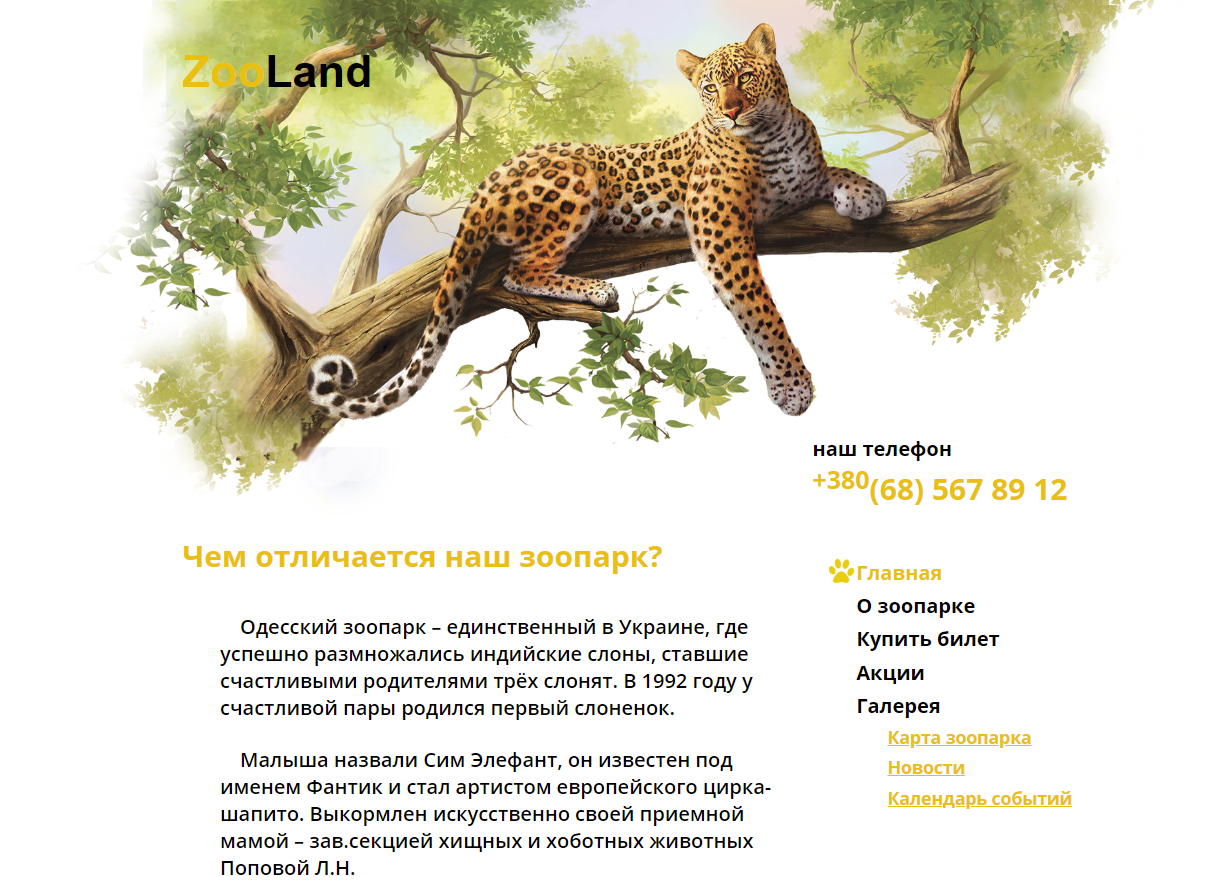 ZooLand
наш телефон
+380(68) 567 89 12
Чем отличается наш зоопарк?
Одесский зоопарк – единственный в Украине, где
успешно размножались индийские слоны, ставшие
счастливыми родителями трёх слонят. В 1992 году у
счастливой пары родился первый слоненок.
Малыша назвали Сим Элефант, он известен под
именем Фантик и стал артистом европейского цирка-
шапито. Выкормлен искусственно своей приемной
мамой – зав.секцией хищных и хоботных животных
Поповой Л.Н.
Главная
О зоопарке
Купить билет
Акции
Галерея
Карта зоопарка
Новости
Календарь событий